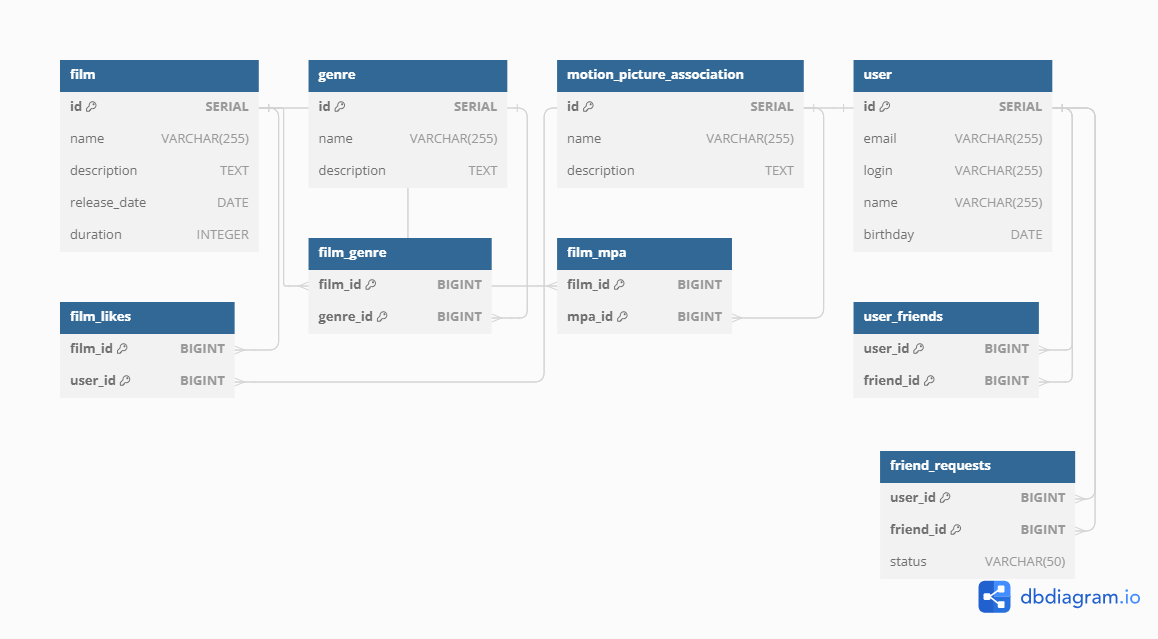 film
id SERIAL
name VARCHAR(255)
description TEXT
release_date DATE
duration INTEGER
genre
id SERIAL
name VARCHAR(255)
description TEXT
motion_picture_association
id SERIAL
name VARCHAR(255)
description TEXT
user
id SERIAL
email VARCHAR(255)
login VARCHAR(255)
name VARCHAR(255)
birthday DATE
film_genre
film_id BIGINT
genre_id BIGINT
film_mpa
film_id BIGINT
mpa_id BIGINT
film_likes
film_id BIGINT
user_id BIGINT
user_friends
user_id BIGINT
friend_id BIGINT
friend_requests
user_id BIGINT
friend_id BIGINT
status VARCHAR(50)
dbdiagram.io